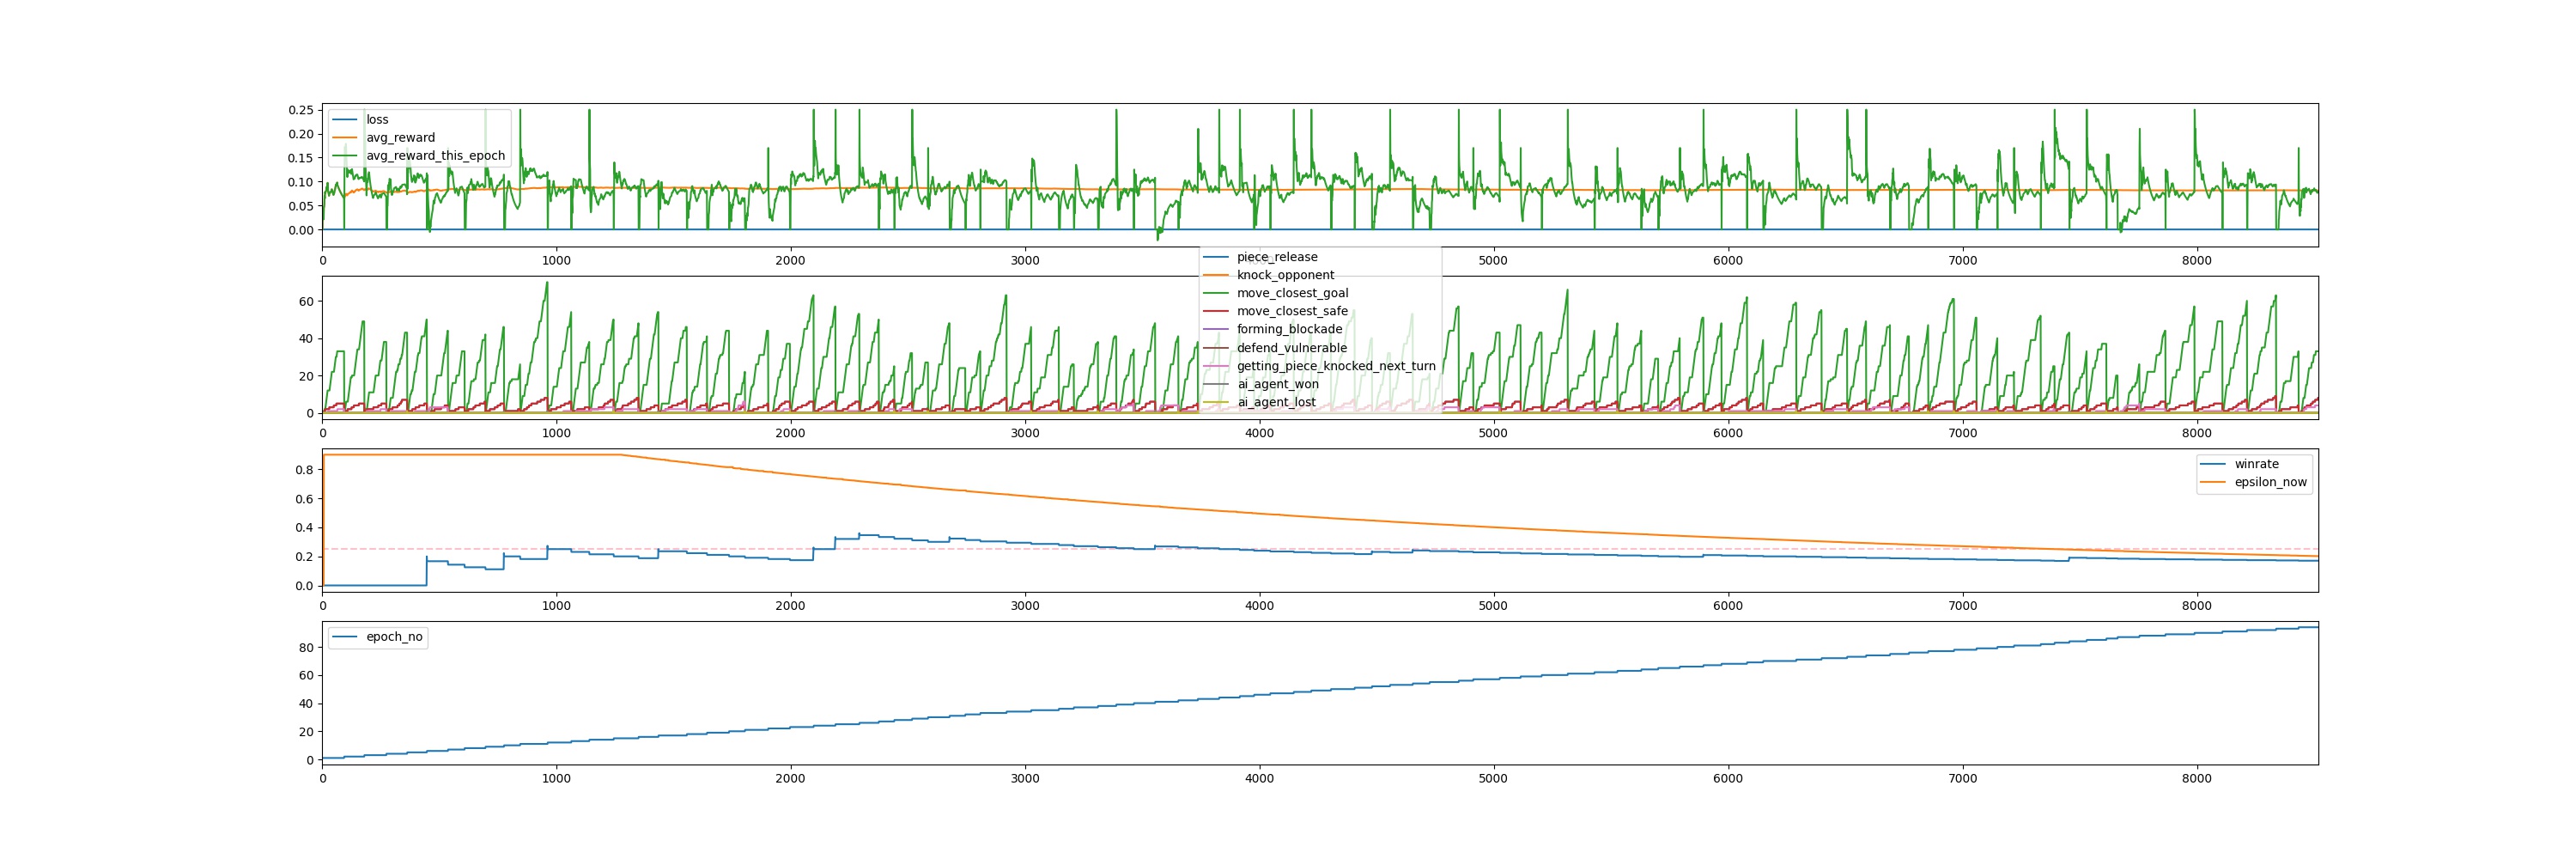 0.25
0.20
0.15
0.10
0.05
0.00
loss
avg_reward
avg_reward_this_epoch
0 1000 2000 3000 5000 6000 7000 8000
60
40
20
0
piece_release
knock_opponent
move_closest_goal
move_closest_safe
forming_blockade
defend_vulnerable
getting_piece_knocked_next_turn
ai_agent_won
ai_agent_lost
0 1000 2000 3000 4000 5000 6000 7000 8000
0.8
0.6
0.4
0.2
0.0
winrate
epsilon_now
0 1000 2000 3000 4000 5000 6000 7000 8000
80
60
40
20
0
epoch_no
0 1000 2000 3000 4000 5000 6000 7000 8000